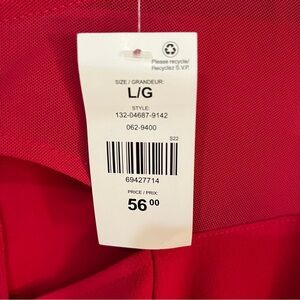 Please recycle/
Recyclez S.V.P.
SIZE / GRANDEUR:
L/G
STYLE:
132-04687-9142
062-9400
S22
69427714
PRICE / PRIX:
56 00